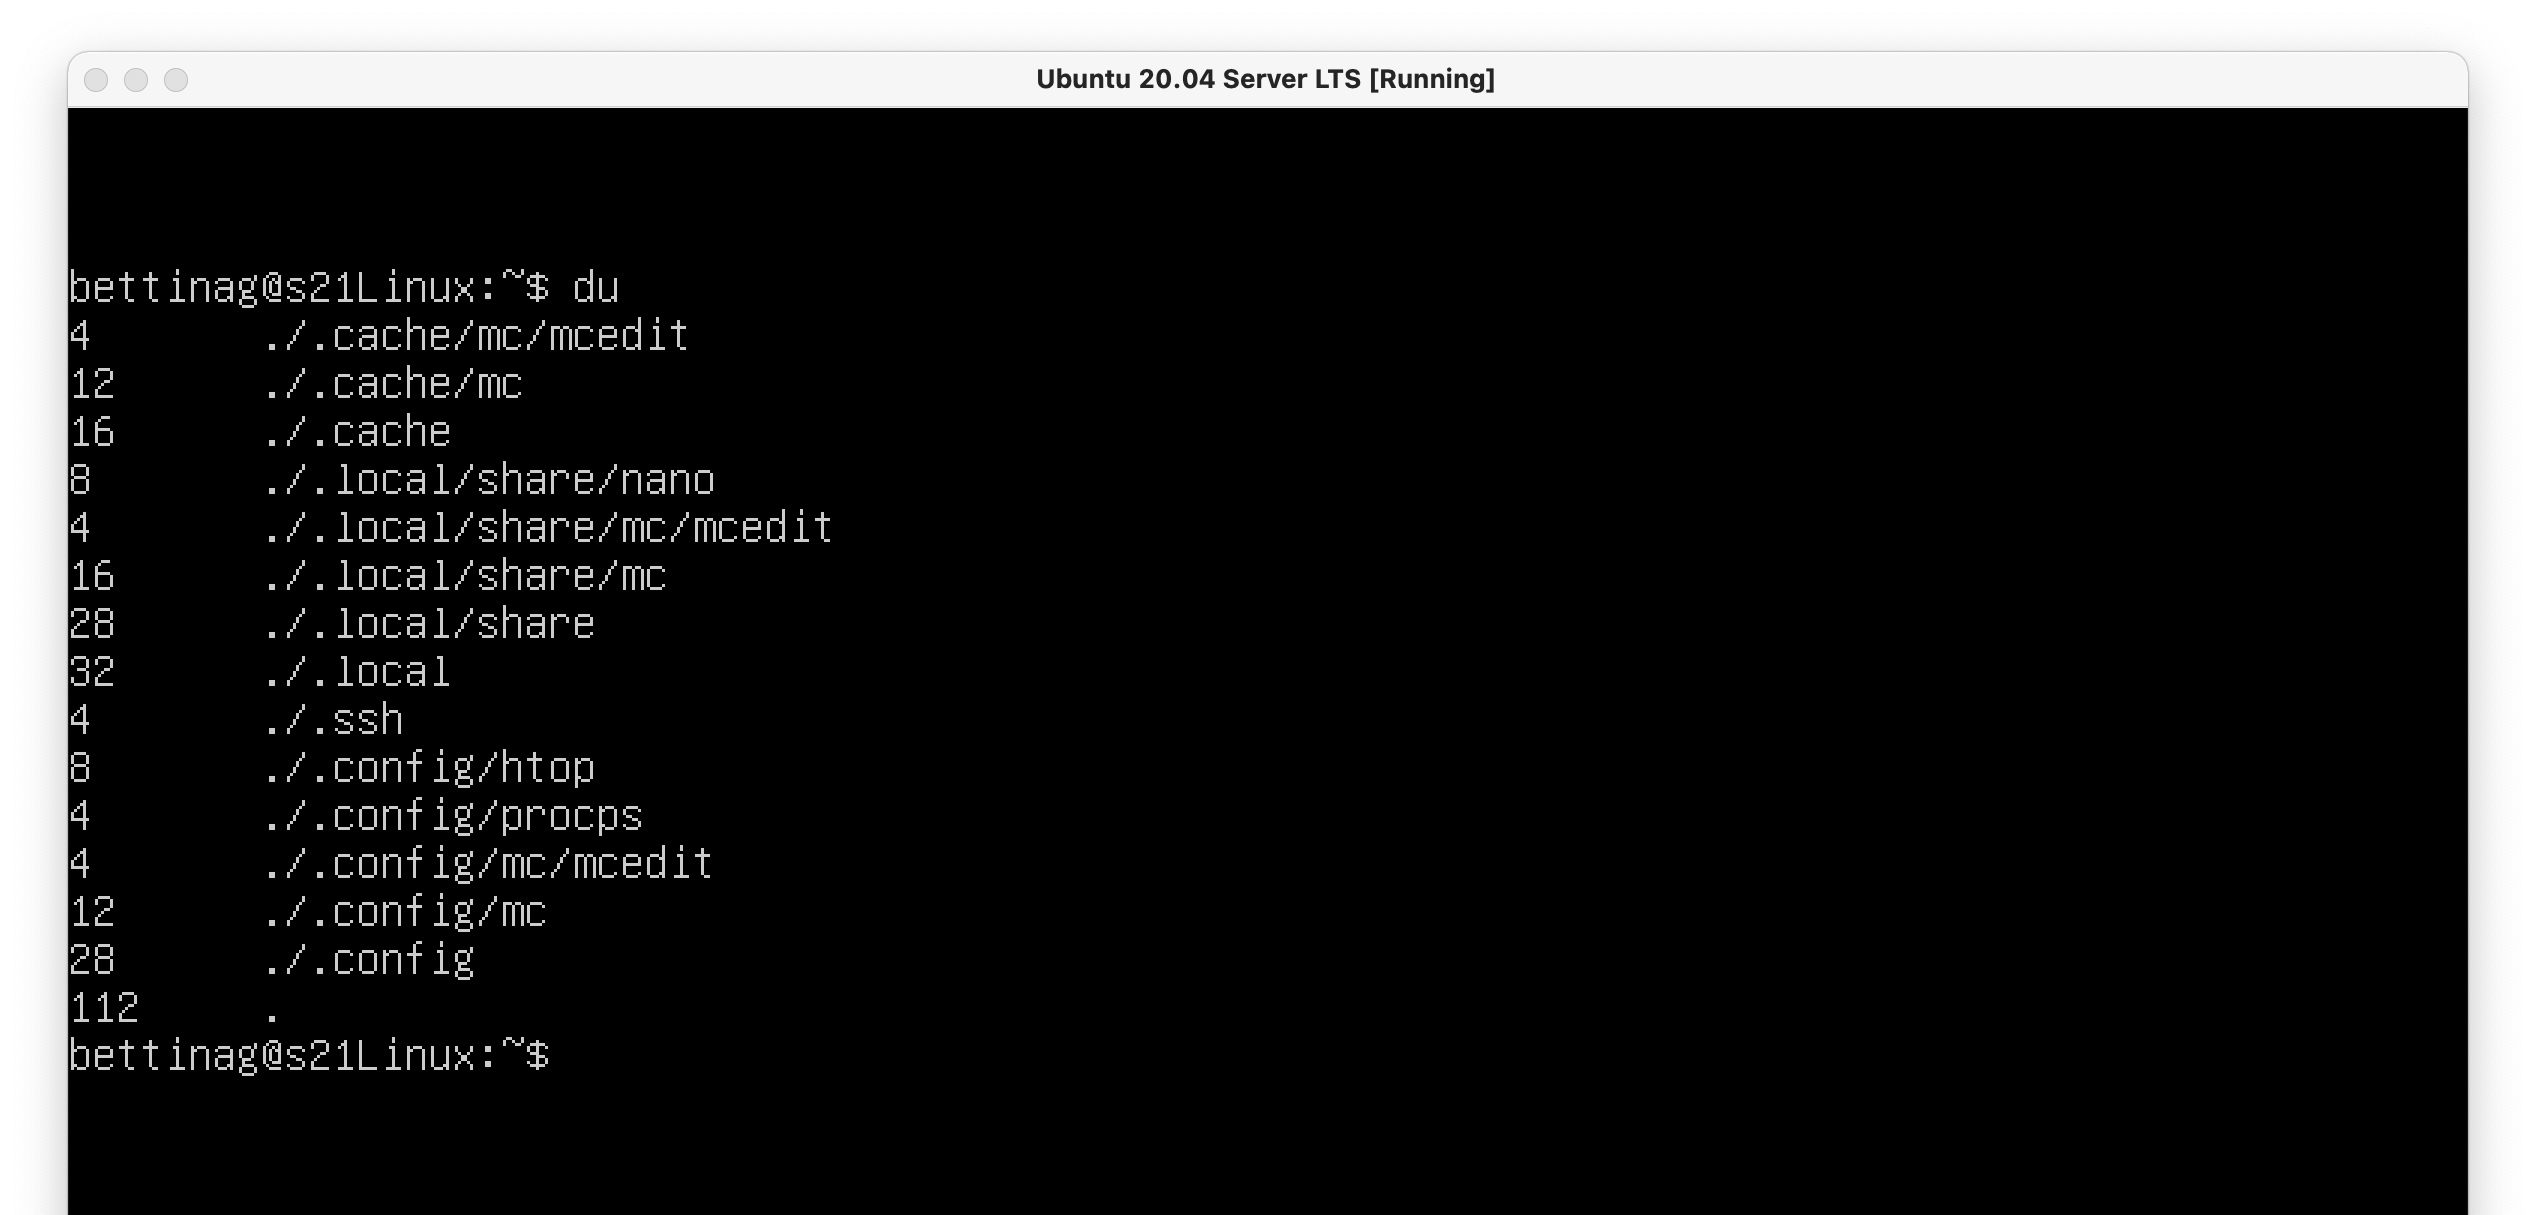 Ubuntu 20.04 Server LTS [Running]
bettinag@s21Linux:~$ du
4       ./.cache/mc/mcedit
12      ./.cache/mc
16      ./.cache
8       ./.local/share/nano
4       ./.local/share/mc/mcedit
16      ./.local/share/mc
28      ./.local/share
32      ./.local
4       ./.ssh
8       ./.config/htop
4       ./.config/procps
4       ./.config/mc/mcedit
12      ./.config/mc
28      ./.config
112     .
bettinag@s21Linux:~$